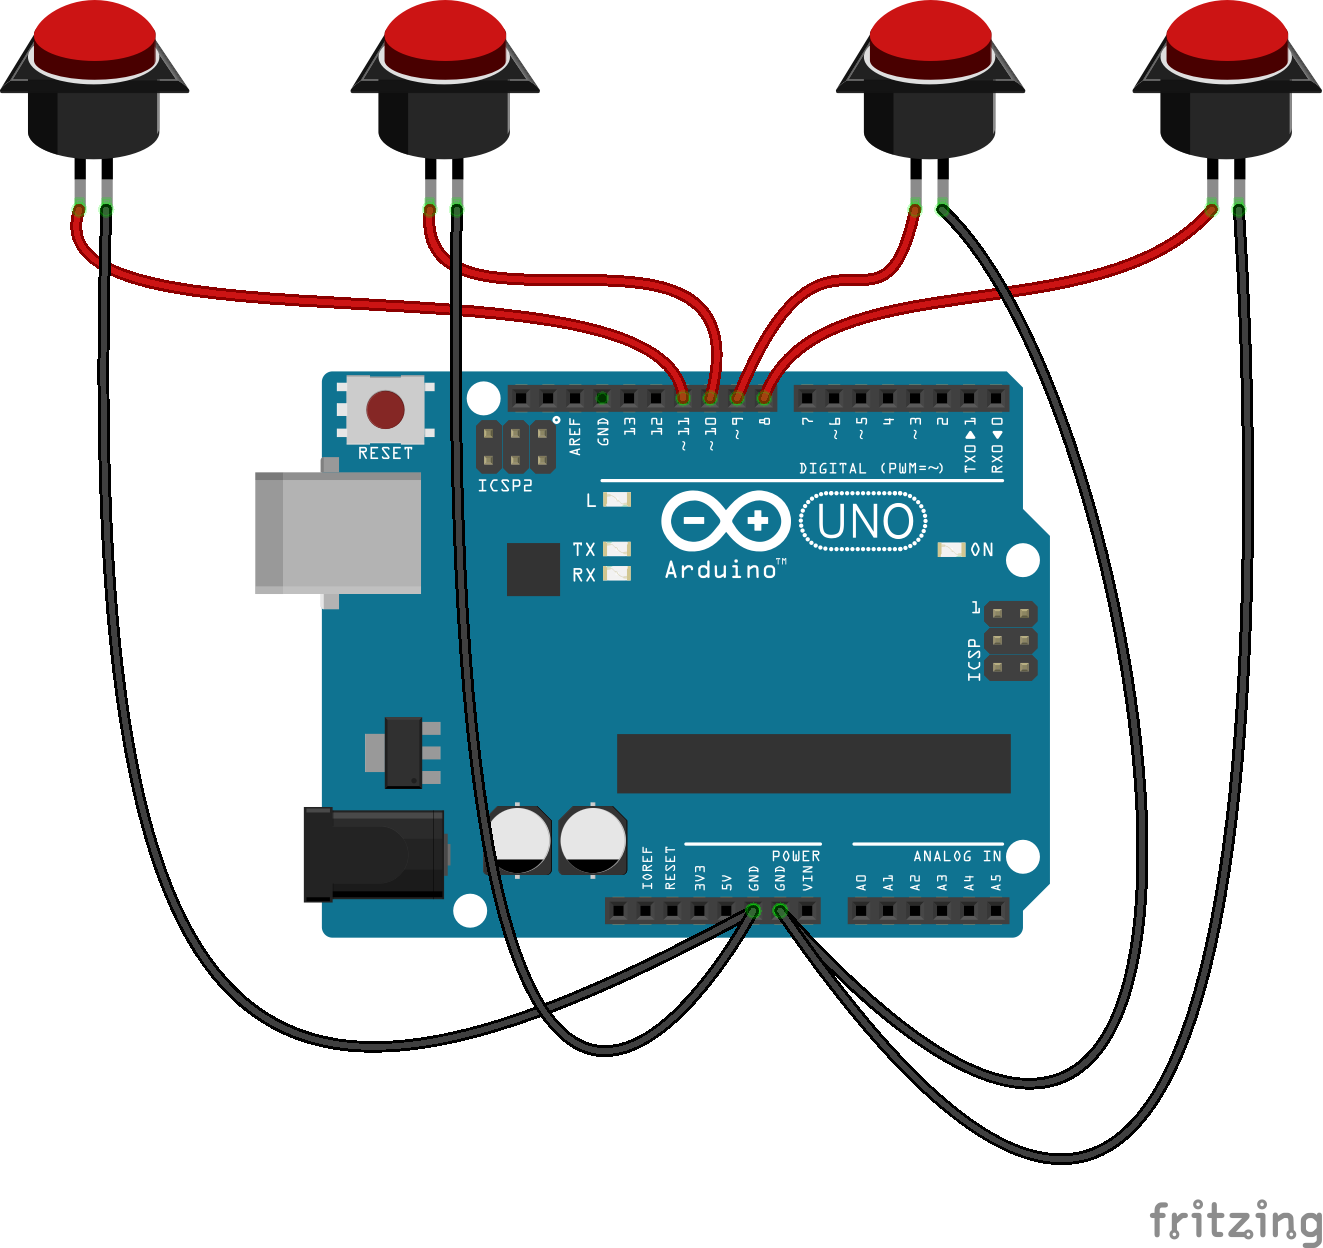 RESET
ICSP2
AREF
GND
13
12
~11
~10
~9
8
7
~6
~5
4
~3
2
TX0▶1
RX0◀0
DIGITAL (PWM=~)
L
TX
RX
Arduino™
UNO
ON
1
ICSP
IOREF
RESET
3V3
5V
GND
GND
VIN
POWER
ANALOG IN
A0
A1
A2
A3
A4
A5
fritzing